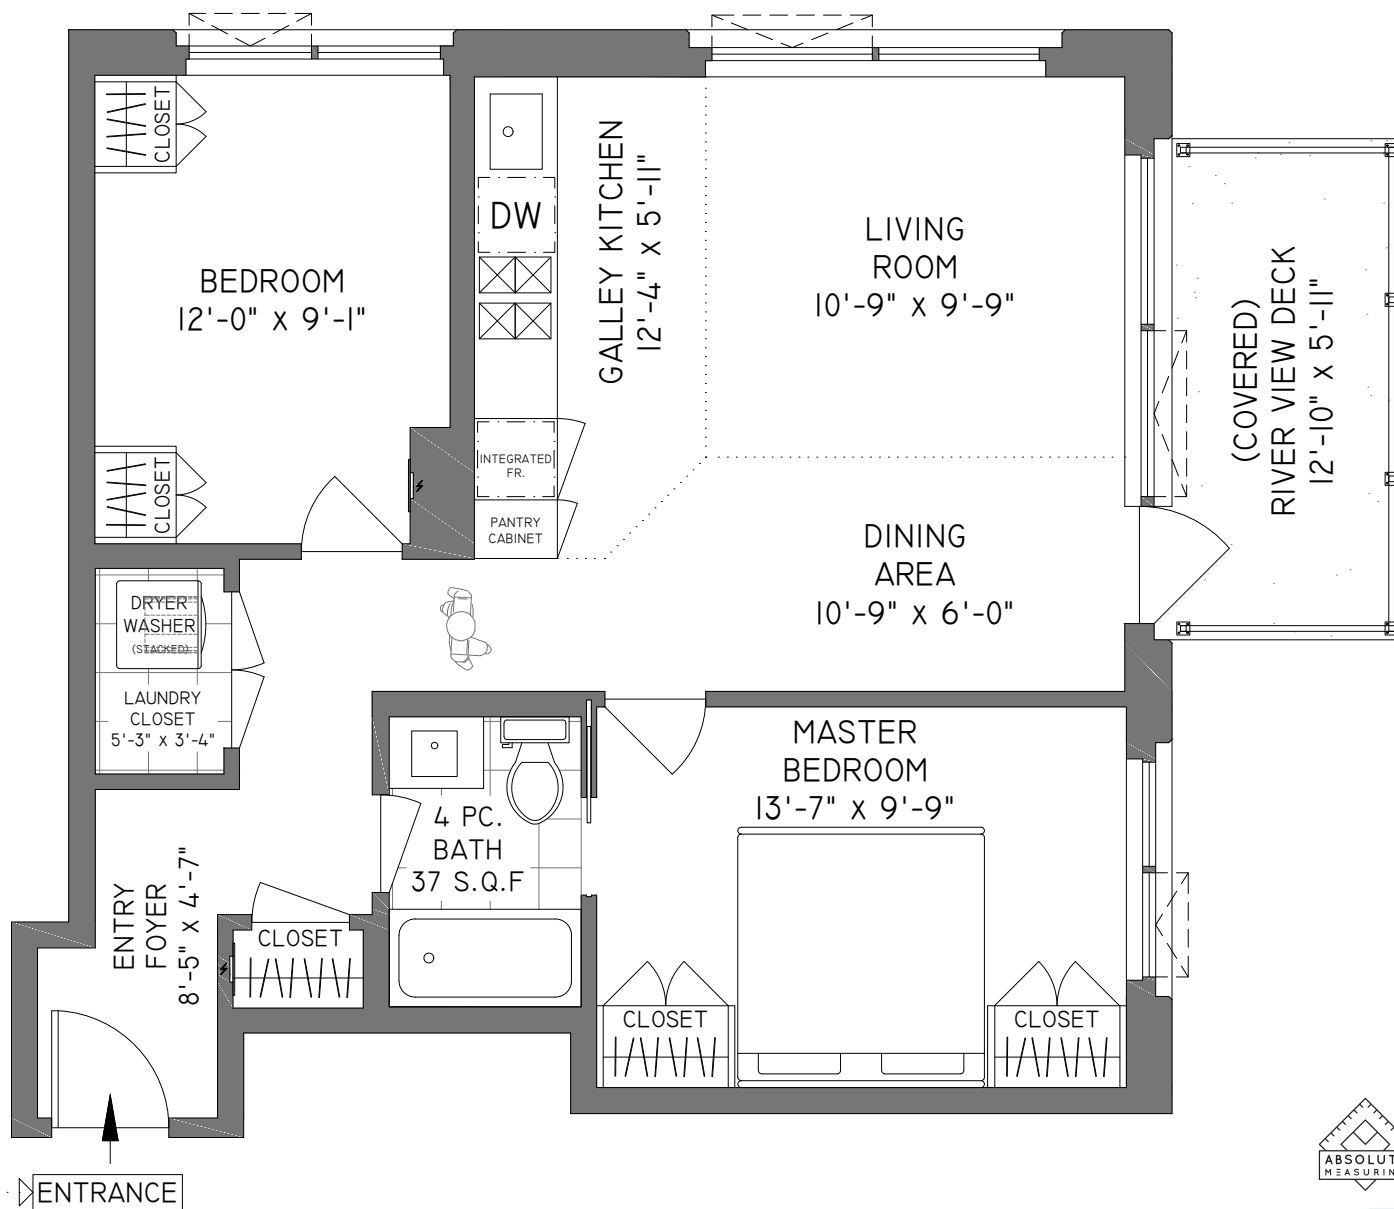 CLOSET
BEDROOM
12'-0" X 9'-1"
CLOSET
DW
GALLEY KITCHEN
12'-4" X 5'-11"
INTEGRATED
FR.
PANTRY
CABINET
LIVING
ROOM
10'-9" X 9'-9"
(COVERED)
RIVER VIEW DECK
12'-10" X 5'-11"
DINING
AREA
10'-9" X 6'-0"
DRYER
WASHER
(STACKED)
LAUNDRY
CLOSET
5'-3" X 3'-4"
MASTER
BEDROOM
13'-7" X 9'-9"
4 PC.
BATH
37 S.Q.F
ENTRY
FOYER
8'-5" X 4'-7"
CLOSET
CLOSET
CLOSET
ENTRANCE
ABSOLUT
MEASURIN